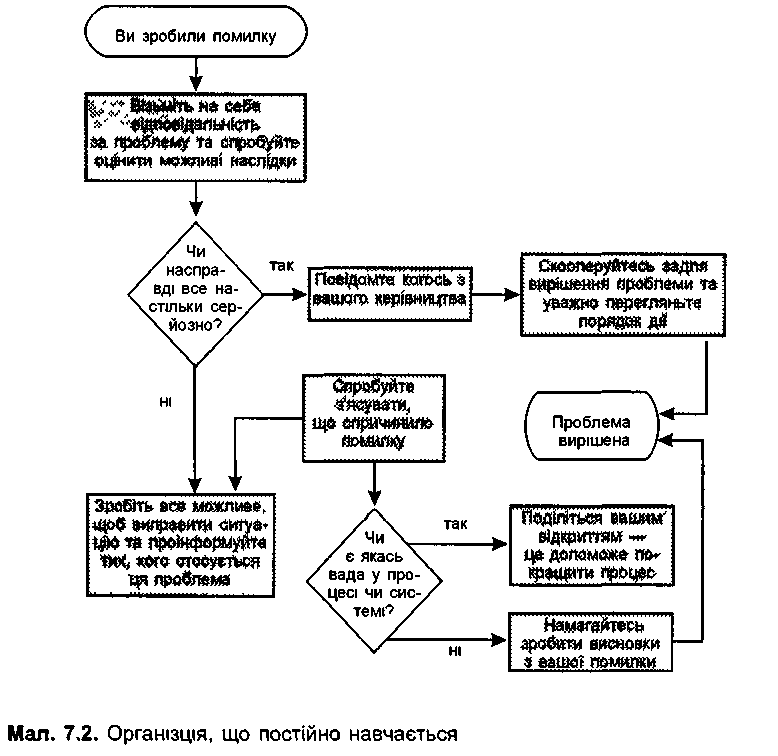 Ви зробили помилку
Візьміть на себе
відповідальність
за проблему та спробуйте
оцінити можливі наслідки
Чи
наспра-
вді все на-
стільки сер-
йозно?
так
Повідомте когось з
вашого керівництва
Скооперуйтесь задля
вирішення проблеми та
уважно перегляньте
порядок дії
ні
Спробуйте
з'ясувати,
що спричинило
помилку
Проблема
вирішена
Зробіть все можливе,
щоб виправити ситуа-
цію та проінформуйте
тих, кого стосується
ця проблема
Чи
є якась
вада у про-
цесі чи сис-
темі?
так
Поділіться вашим
відкриттям —
це допоможе по-
кращити процес
ні
Намагайтесь
зробити висновки
з вашої помилки
Мал. 7.2. Організція, що постійно навчається